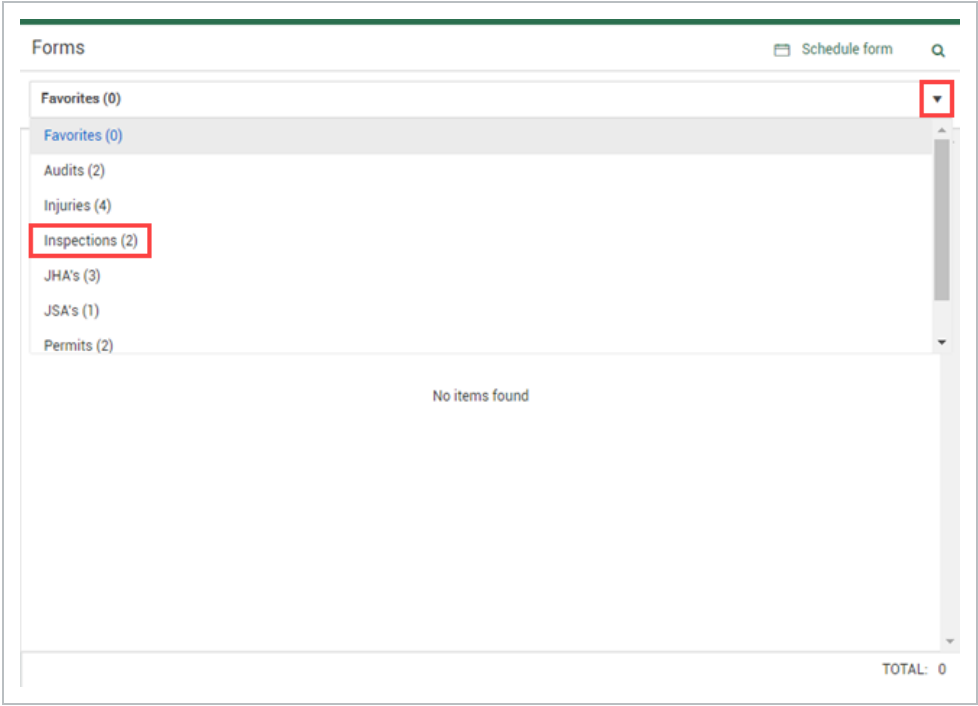 Forms
Schedule form
Favorites (0)
Favorites (0)
Audits (2)
Injuries (4)
Inspections (2)
JHA's (3)
JSA's (1)
Permits (2)
No items found
TOTAL: 0